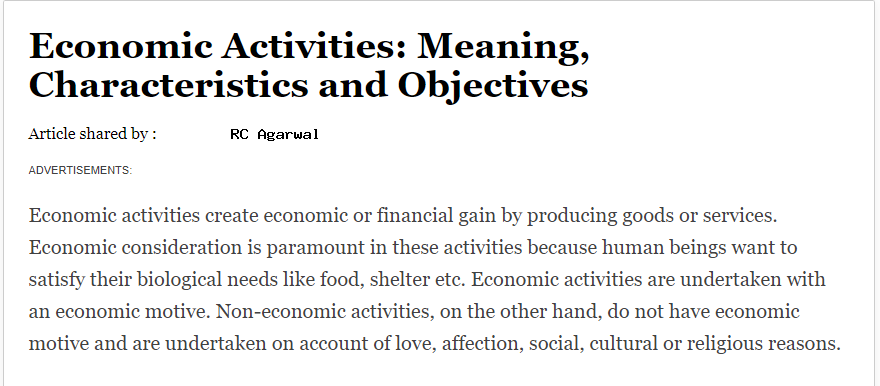 Economic Activities: Meaning,
Characteristics and Objectives
Article shared by : RC Agarwal
ADVERTISEMENTS:
Economic activities create economic or financial gain by producing goods or services.
Economic consideration is paramount in these activities because human beings want to
satisfy their biological needs like food, shelter etc. Economic activities are undertaken with
an economic motive. Non-economic activities, on the other hand, do not have economic
motive and are undertaken on account of love, affection, social, cultural or religious reasons.